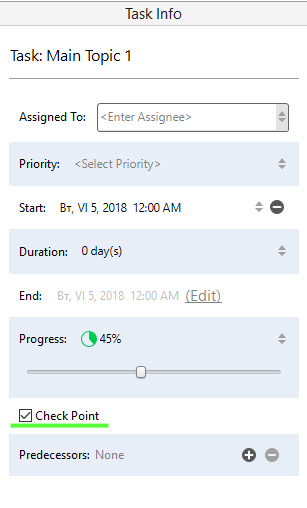 Task Info
Task: Main Topic 1
Assigned To: <Enter Assignee>
Priority: <Select Priority>
Start: Вт, VI 5, 2018 12:00 AM
Duration: 0 day(s)
End: Вт, VI 5, 2018 12:00 AM (Edit)
Progress: 45%
Check Point
Predecessors: None